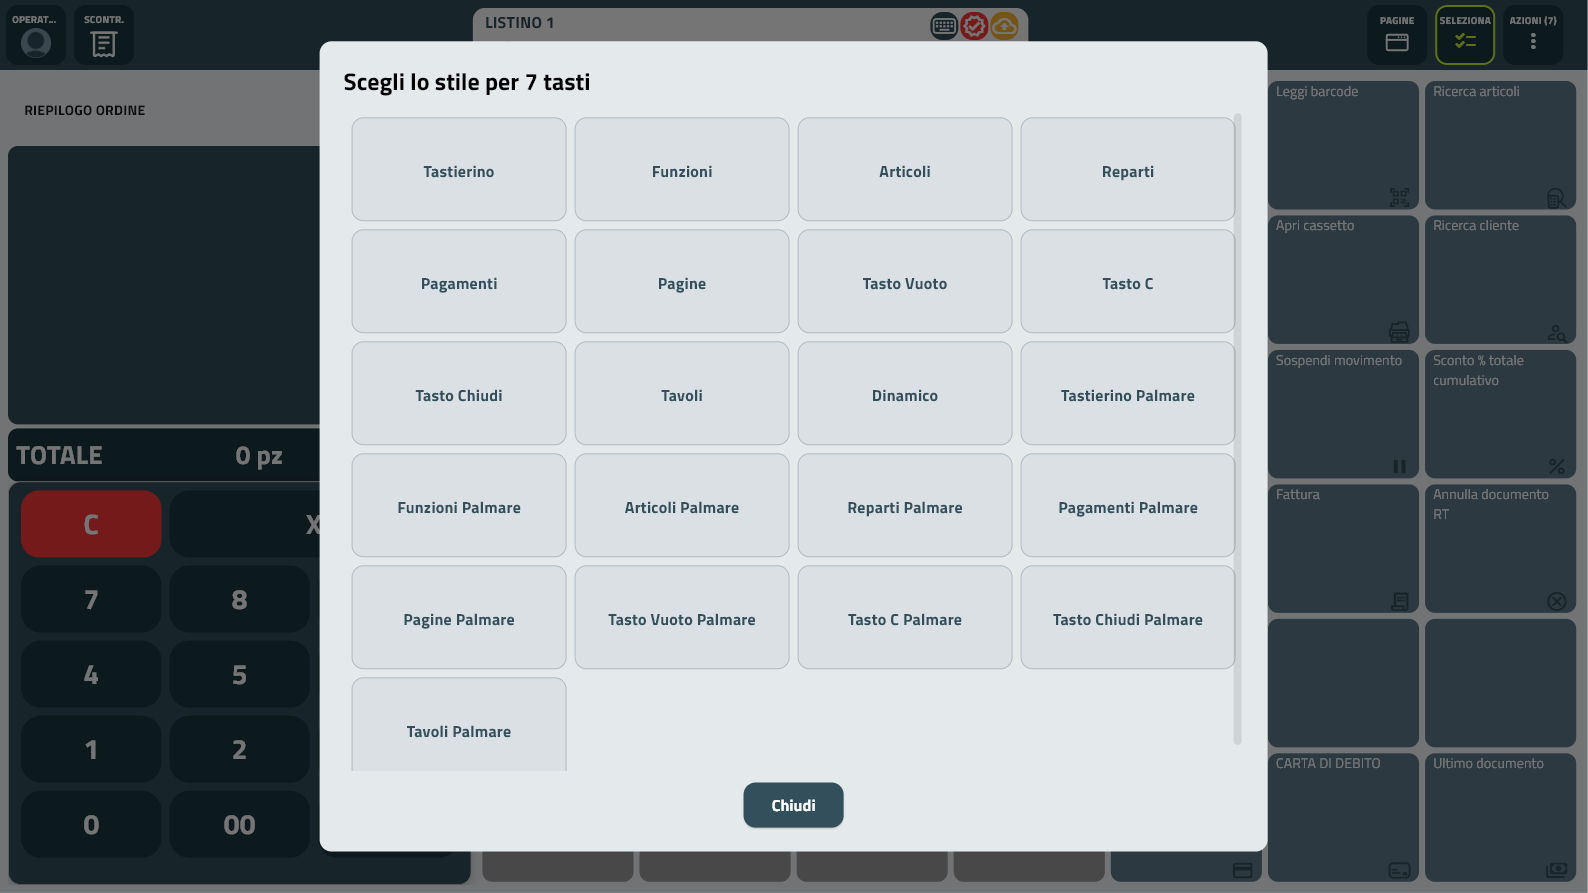 OPERAT...
SCONTR.
LISTINO 1
PAGINE
SELEZIONA
AZIONI (7)
RIEPILOGO ORDINE
Scegli lo stile per 7 tasti
Tastierino
Funzioni
Articoli
Reparti
Pagamenti
Pagine
Tasto Vuoto
Tasto C
Tasto Chiudi
Tavoli
Dinamico
Tastierino Palmare
Funzioni Palmare
Articoli Palmare
Reparti Palmare
Pagamenti Palmare
Pagine Palmare
Tasto Vuoto Palmare
Tasto C Palmare
Tasto Chiudi Palmare
Tavoli Palmare
Chiudi
TOTALE
0 pz
C
X
7
8
4
5
1
2
0
00
Leggi barcode
Ricerca articoli
Apri cassetto
Ricerca cliente
Sospendi movimento
Sconto % totale
cumulativo
Fattura
Annulla documento
RT
CARTA DI DEBITO
Ultimo documento